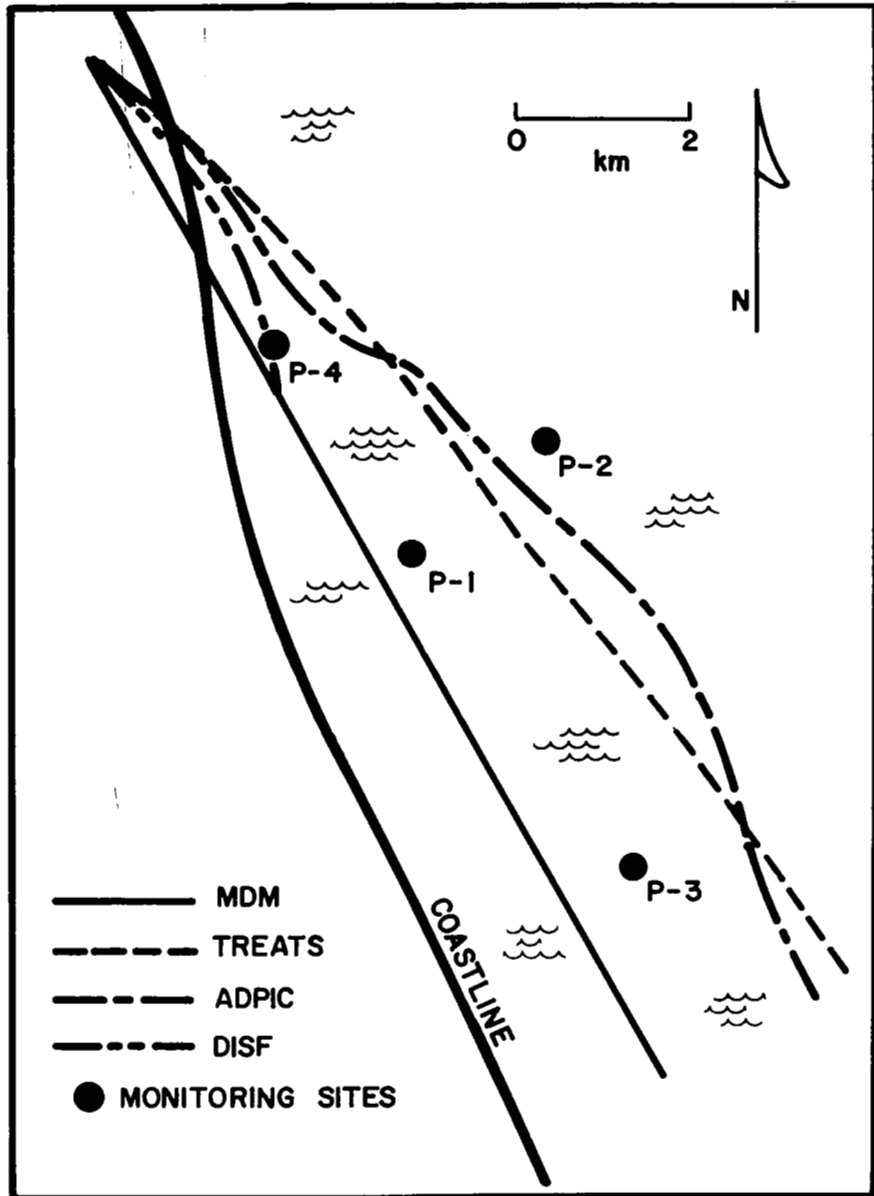 0 2
km
N
P-4
P-2
P-1
P-3
COASTLINE
MDM
TREATS
ADPIC
DISF
MONITORING SITES